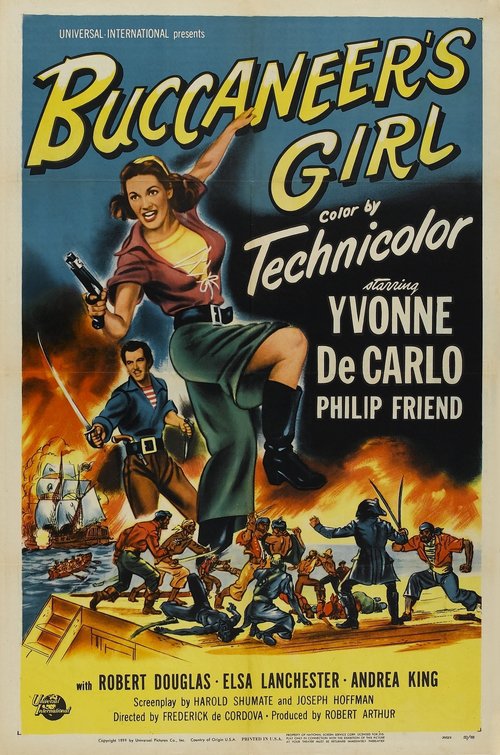 UNIVERSAL-INTERNATIONAL presents
BUCCANEER'S
GIRL
Color by
Technicolor
starring
YVONNE
DE CARLO
PHILIP FRIEND
with ROBERT DOUGLAS · ELSA LANCHESTER · ANDREA KING
Screenplay by HAROLD SHUMATE and JOSEPH HOFFMAN
Directed by FREDERICK de CORDOVA · Produced by ROBERT ARTHUR
Universal
International
Copyright 1949 by Universal Pictures Co., Inc. Country of Origin U.S.A. PRINTED IN U.S.A.